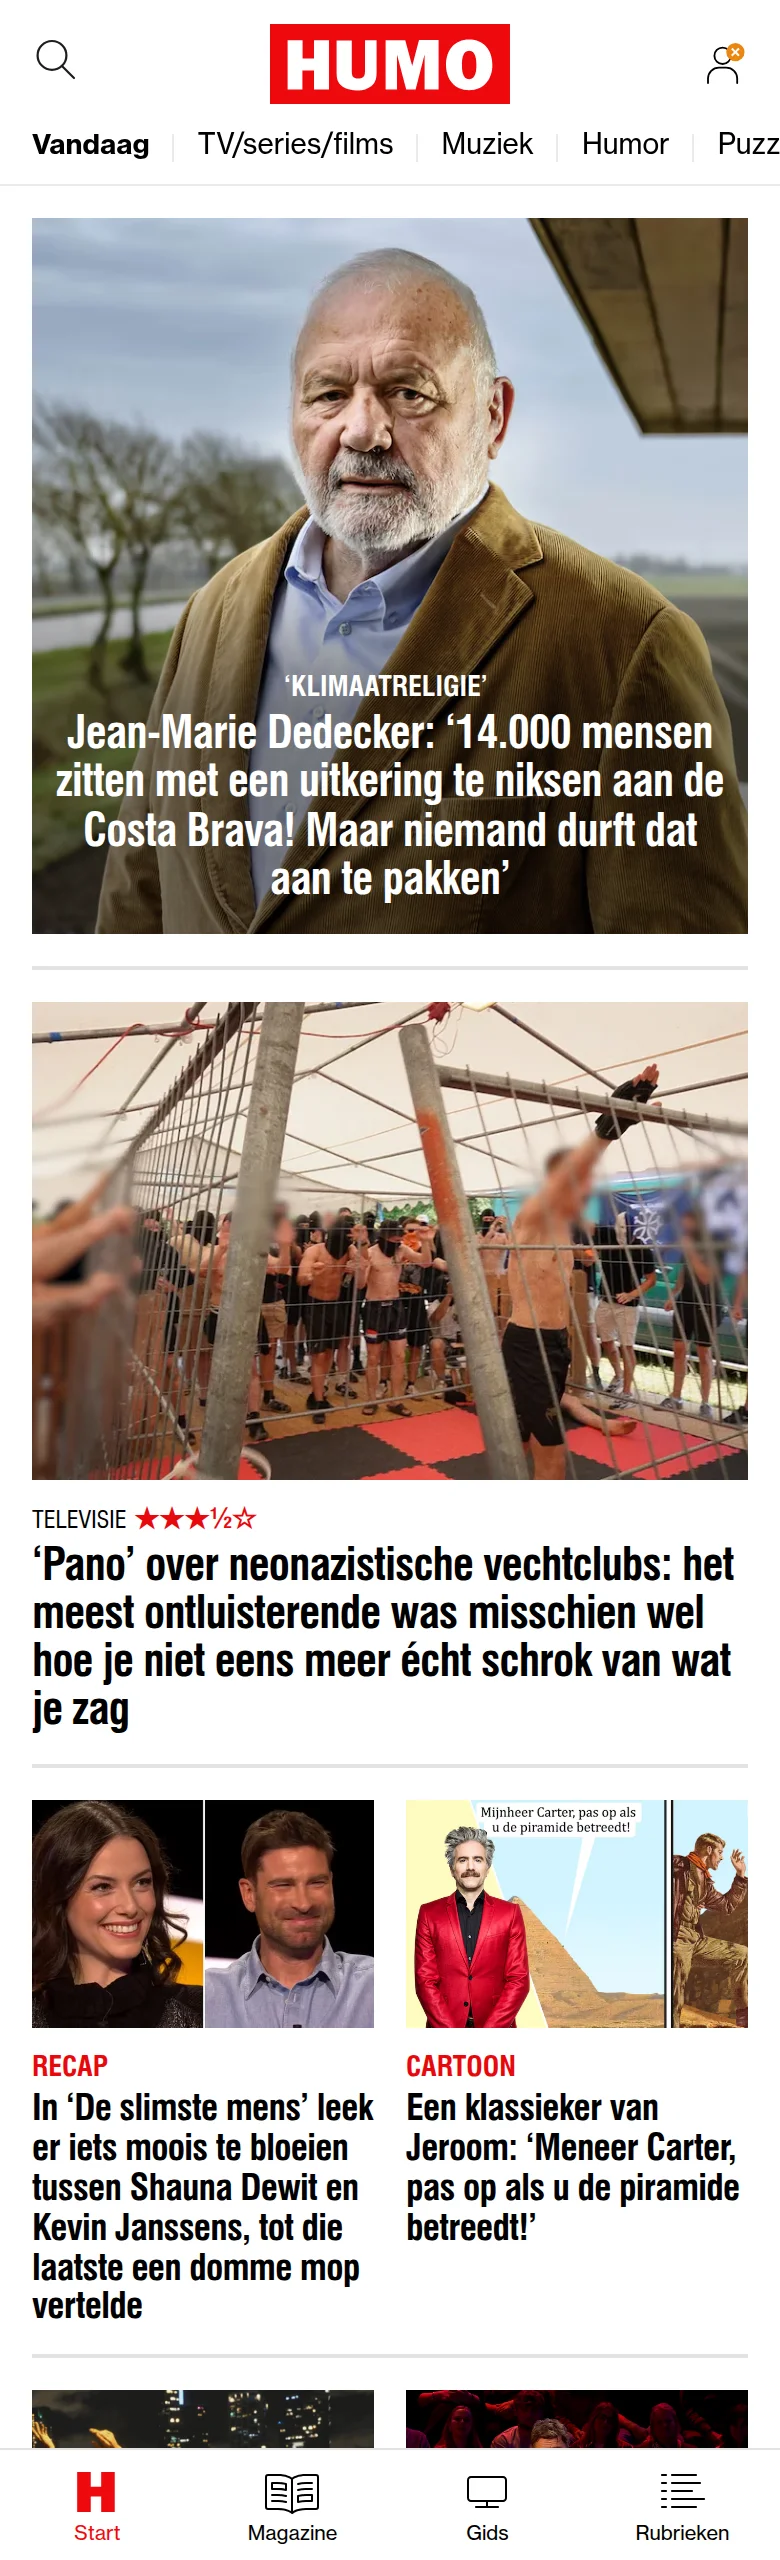 HUMO
Vandaag
TV/series/films
Muziek
Humor
Puzz
‘KLIMAATRELIGIE’
Jean-Marie Dedecker: ‘14.000 mensen
zitten met een uitkering te niksen aan de
Costa Brava! Maar niemand durft dat
aan te pakken’
TELEVISIE ★★★½☆
‘Pano’ over neonazistische vechtclubs: het
meest ontluisterende was misschien wel
hoe je niet eens meer écht schrok van wat
je zag
RECAP
In ‘De slimste mens’ leek
er iets moois te bloeien
tussen Shauna Dewit en
Kevin Janssens, tot die
laatste een domme mop
vertelde
Mijnheer Carter, pas op als
u de piramide betreedt!
CARTOON
Een klassieker van
Jeroom: ‘Meneer Carter,
pas op als u de piramide
betreedt!’
H
Start
Magazine
Gids
Rubrieken